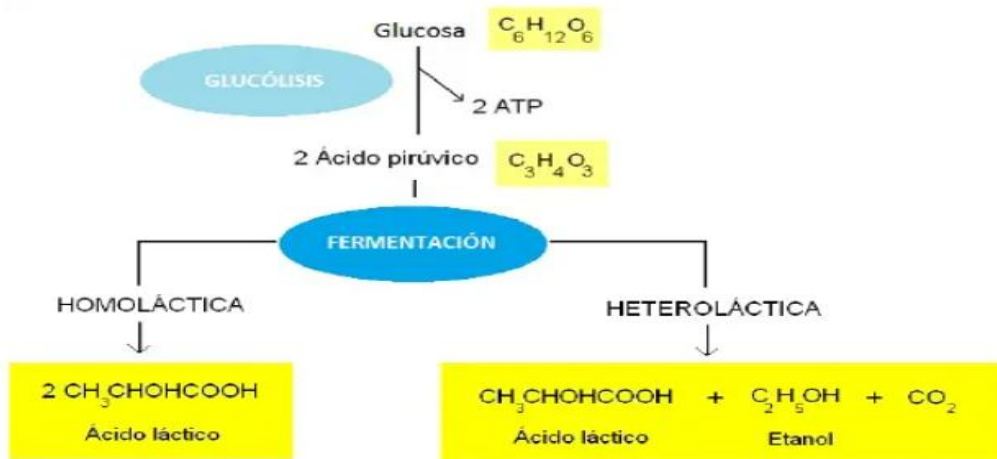 Glucosa C6H12O6
GLUCÓLISIS
2 ATP
2 Ácido pirúvico C3H4O3
FERMENTACIÓN
HOMOLÁCTICA
HETEROLÁCTICA
2 CH3CHOHCOOH
Ácido láctico
CH3CHOHCOOH + C2H5OH + CO2
Ácido láctico Etanol